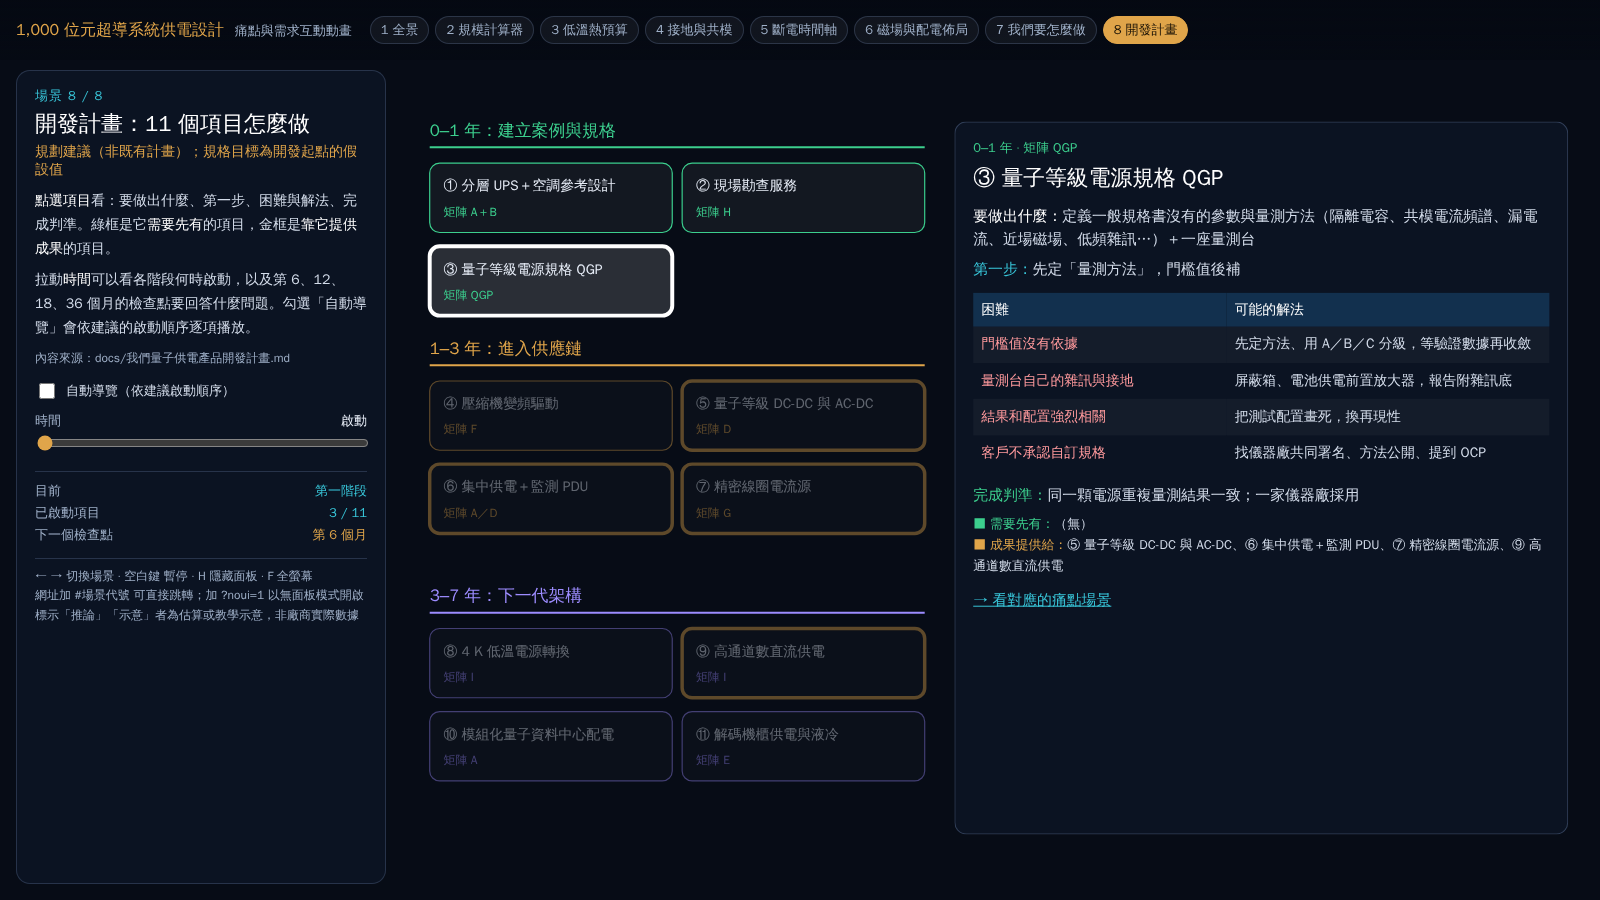 1,000 位元超導系統供電設計
痛點與需求互動動畫
1 全景
2 規模計算器
3 低溫熱預算
4 接地與共模
5 斷電時間軸
6 磁場與配電佈局
7 我們要怎麼做
8 開發計畫
場景 8 / 8
開發計畫：11 個項目怎麼做
規劃建議（非既有計畫）；規格目標為開發起點的假
設值
點選項目看：要做出什麼、第一步、困難與解法、完
成判準。綠框是它需要先有的項目，金框是靠它提供
成果的項目。
拉動時間可以看各階段何時啟動，以及第 6、12、
18、36 個月的檢查點要回答什麼問題。勾選「自動導
覽」會依建議的啟動順序逐項播放。
內容來源：docs/我們量子供電產品開發計畫.md
自動導覽（依建議啟動順序）
時間 啟動
目前 第一階段
已啟動項目 3 / 11
下一個檢查點 第 6 個月
← → 切換場景 · 空白鍵 暫停 · H 隱藏面板 · F 全螢幕
網址加 #場景代號 可直接跳轉；加 ?noui=1 以無面板模式開啟
標示「推論」「示意」者為估算或教學示意，非廠商實際數據
0–1 年：建立案例與規格
① 分層 UPS＋空調參考設計
矩陣 A＋B
② 現場勘查服務
矩陣 H
③ 量子等級電源規格 QGP
矩陣 QGP
1–3 年：進入供應鏈
④ 壓縮機變頻驅動
矩陣 F
⑤ 量子等級 DC-DC 與 AC-DC
矩陣 D
⑥ 集中供電＋監測 PDU
矩陣 A／D
⑦ 精密線圈電流源
矩陣 G
3–7 年：下一代架構
⑧ 4 K 低溫電源轉換
矩陣 I
⑨ 高通道數直流供電
矩陣 I
⑩ 模組化量子資料中心配電
矩陣 A
⑪ 解碼機櫃供電與液冷
矩陣 E
0–1 年 · 矩陣 QGP
③ 量子等級電源規格 QGP
要做出什麼：定義一般規格書沒有的參數與量測方法（隔離電容、共模電流頻譜、漏電
流、近場磁場、低頻雜訊…）＋一座量測台
第一步：先定「量測方法」，門檻值後補
困難 可能的解法
門檻值沒有依據 先定方法、用 A／B／C 分級，等驗證數據再收斂
量測台自己的雜訊與接地 屏蔽箱、電池供電前置放大器，報告附雜訊底
結果和配置強烈相關 把測試配置畫死，換再現性
客戶不承認自訂規格 找儀器廠共同署名、方法公開、提到 OCP
完成判準：同一顆電源重複量測結果一致；一家儀器廠採用
■ 需要先有：（無）
■ 成果提供給：⑤ 量子等級 DC-DC 與 AC-DC、⑥ 集中供電＋監測 PDU、⑦ 精密線圈電流源、⑨ 高
通道數直流供電
→ 看對應的痛點場景